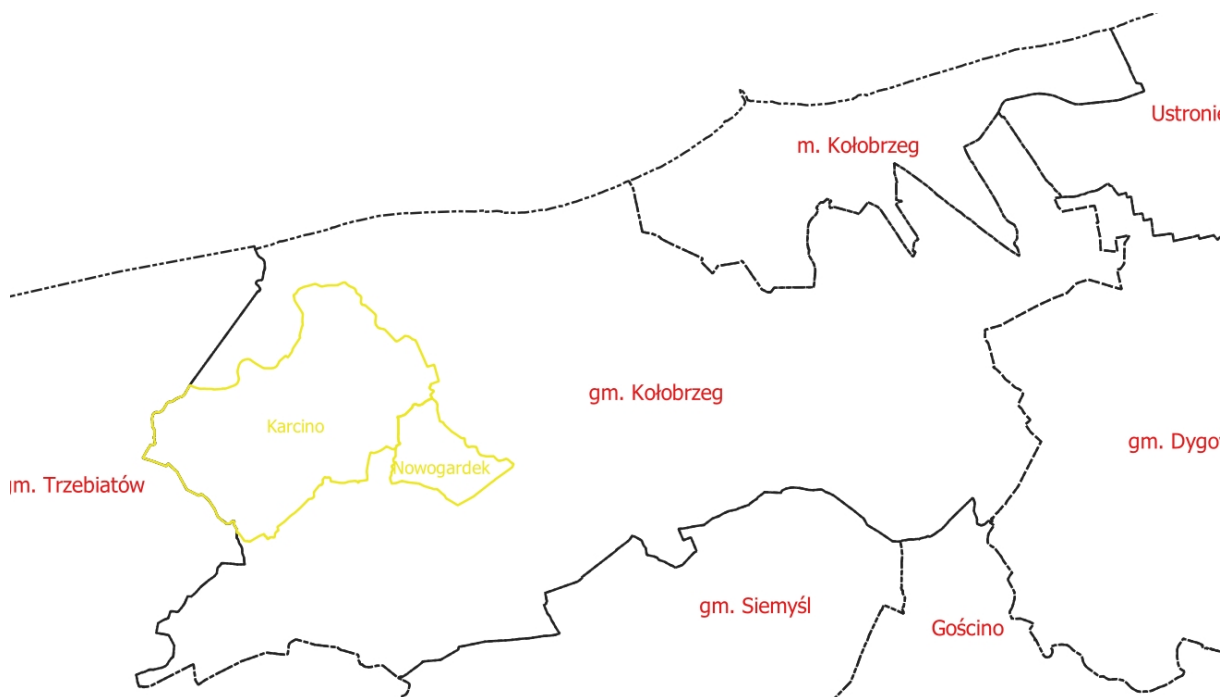 Ustronie
m. Kołobrzeg
gm. Kołobrzeg
Karcino
gm. Dygo
Nowogardek
gm. Trzebiatów
gm. Siemyśl
Gościno